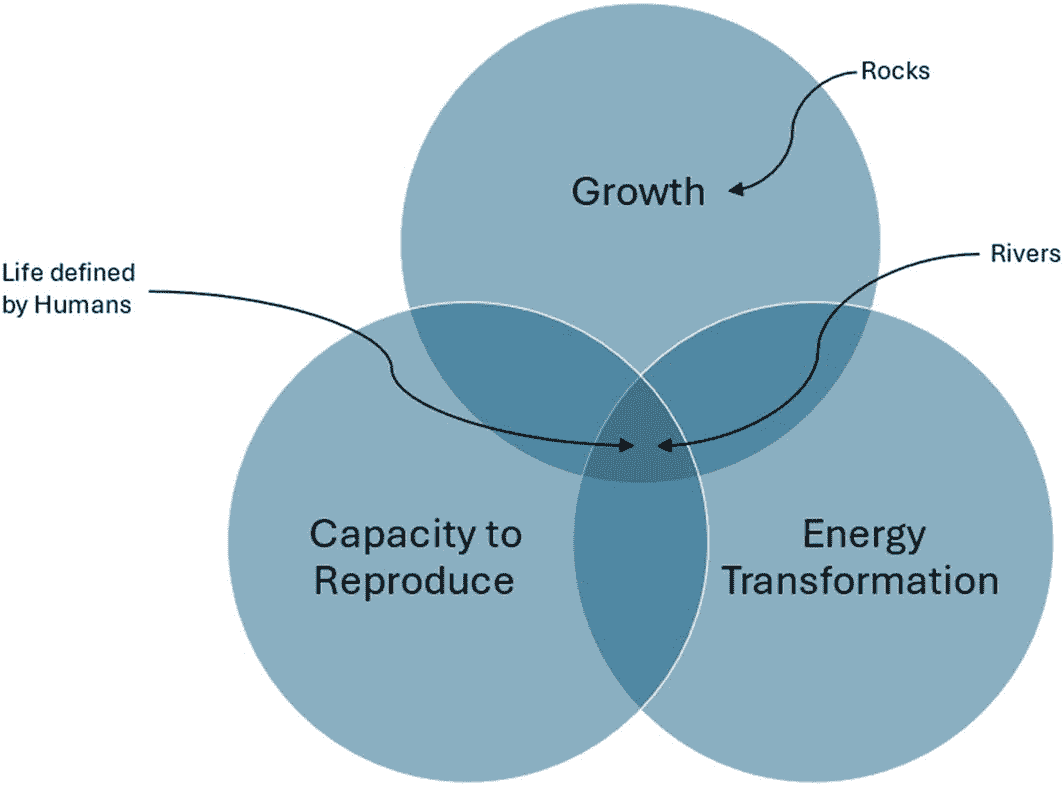 Rocks
Growth
Rivers
Life defined
by Humans
Capacity to
Reproduce
Energy
Transformation